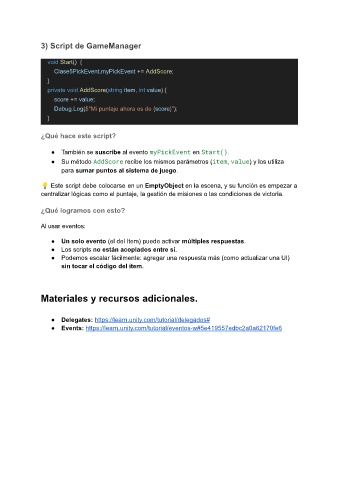 3) Script de GameManager
void Start() {
Clase5PickEvent.myPickEvent += AddScore;
}
private void AddScore(string item, int value) {
score += value;
Debug.Log($"Mi puntaje ahora es de {score}");
}
¿Qué hace este script?
● También se suscribe al evento myPickEvent en Start().
● Su método AddScore recibe los mismos parámetros (item, value) y los utiliza
para sumar puntos al sistema de juego.
💡 Este script debe colocarse en un EmptyObject en la escena, y su función es empezar a
centralizar lógicas como el puntaje, la gestión de misiones o las condiciones de victoria.
¿Qué logramos con esto?
Al usar eventos:
● Un solo evento (el del ítem) puede activar múltiples respuestas.
● Los scripts no están acoplados entre sí.
● Podemos escalar fácilmente: agregar una respuesta más (como actualizar una UI)
sin tocar el código del item.
Materiales y recursos adicionales.
● Delegates: https://learn.unity.com/tutorial/delegados#
● Events: https://learn.unity.com/tutorial/eventos-w#5e419557edbc2a0a62170fe6